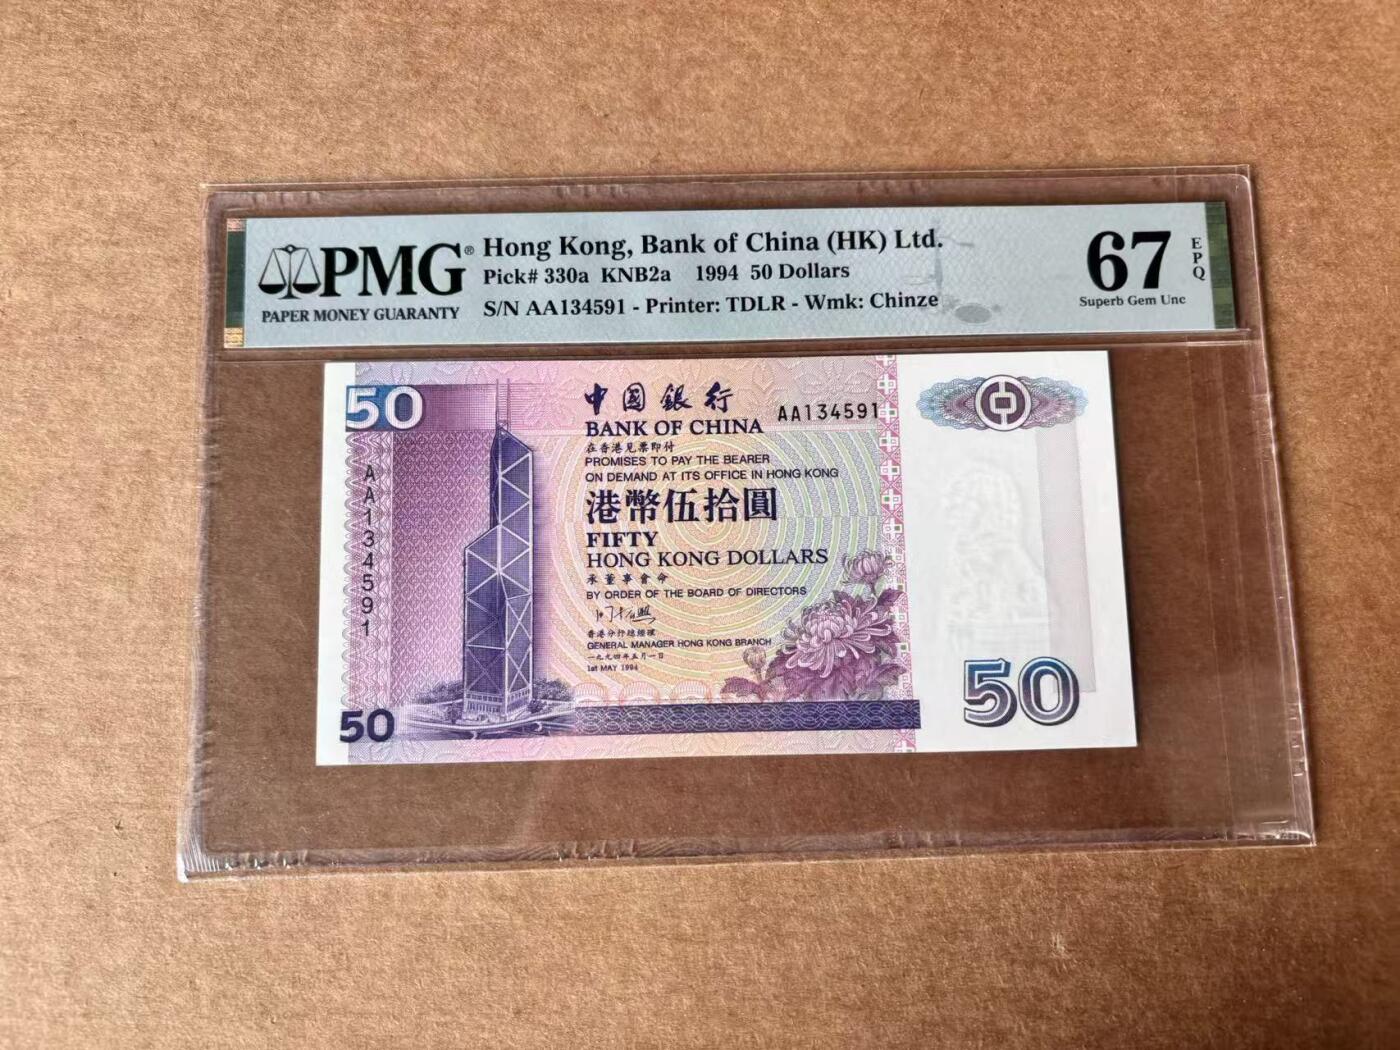 PMG®
PAPER MONEY GUARANTY
Hong Kong, Bank of China (HK) Ltd.
Pick# 330a KNB2a 1994 50 Dollars
S/N AA134591 - Printer: TDLR - Wmk: Chinze
67
EPQ
Superb Gem Unc
50
中國銀行
AA134591
BANK OF CHINA
在香港見票即付
PROMISES TO PAY THE BEARER
ON DEMAND AT ITS OFFICE IN HONG KONG
港幣伍拾圓
FIFTY
HONG KONG DOLLARS
承董事會命
BY ORDER OF THE BOARD OF DIRECTORS
香港分行總經理
GENERAL MANAGER HONG KONG BRANCH
一九九四年五月一日
1st MAY 1994
AA134591
50
50